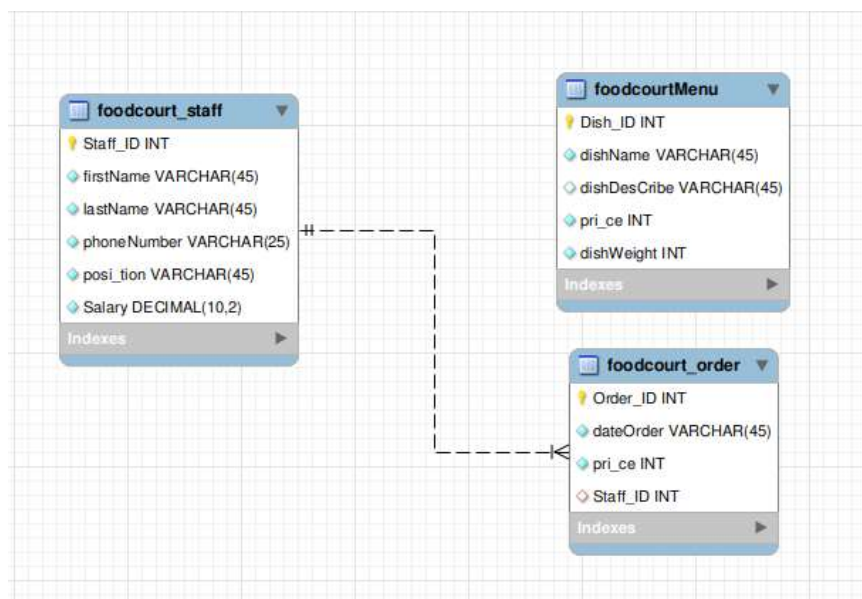 foodcourt_staff
Staff_ID INT
firstName VARCHAR(45)
lastName VARCHAR(45)
phoneNumber VARCHAR(25)
posi_tion VARCHAR(45)
Salary DECIMAL(10,2)
Indexes
foodcourtMenu
Dish_ID INT
dishName VARCHAR(45)
dishDesCribe VARCHAR(45)
pri_ce INT
dishWeight INT
Indexes
foodcourt_order
Order_ID INT
dateOrder VARCHAR(45)
pri_ce INT
Staff_ID INT
Indexes